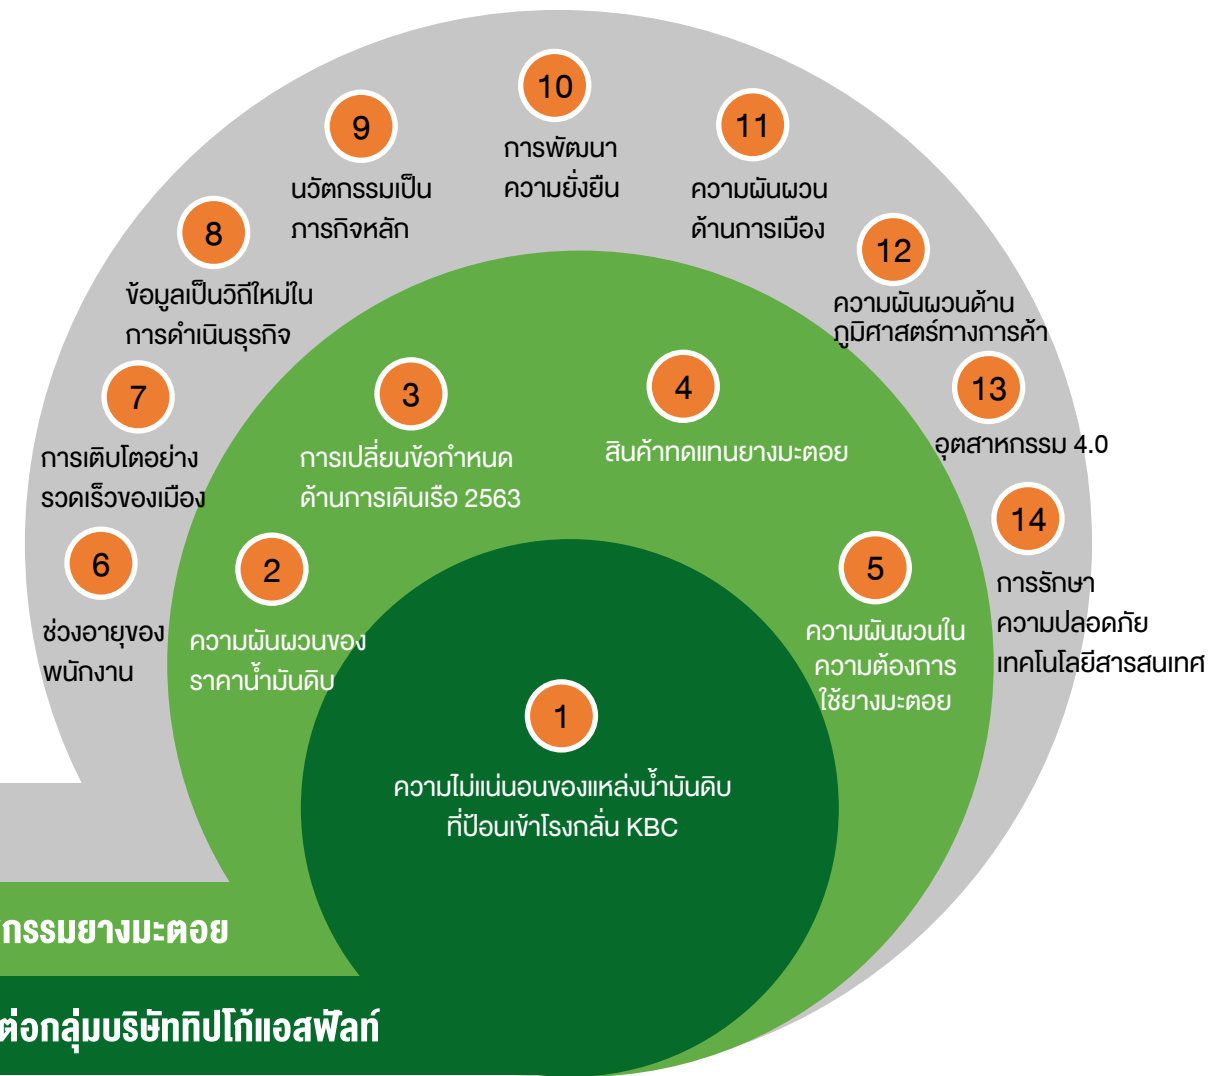 10
การพัฒนา
ความยั่งยืน
9
นวัตกรรมเป็น
ภารกิจหลัก
11
ความผันผวน
ด้านการเมือง
8
ข้อมูลเป็นวิถีใหม่ใน
การดำเนินธุรกิจ
12
ความผันผวนด้าน
ภูมิศาสตร์ทางการค้า
7
การเติบโตอย่าง
รวดเร็วของเมือง
3
การเปลี่ยนข้อกำหนด
ด้านการเดินเรือ 2563
4
สินค้าทดแทนยางมะตอย
13
อุตสาหกรรม 4.0
6
ช่วงอายุของ
พนักงาน
2
ความผันผวนของ
ราคาน้ำมันดิบ
5
ความผันผวนใน
ความต้องการ
ใช้ยางมะตอย
14
การรักษา
ความปลอดภัย
เทคโนโลยีสารสนเทศ
1
ความไม่แน่นอนของแหล่งน้ำมันดิบ
ที่ป้อนเข้าโรงกลั่น KBC
กรรมยางมะตอย
ต่อกลุ่มบริษัททิปโก้แอสฟัลท์